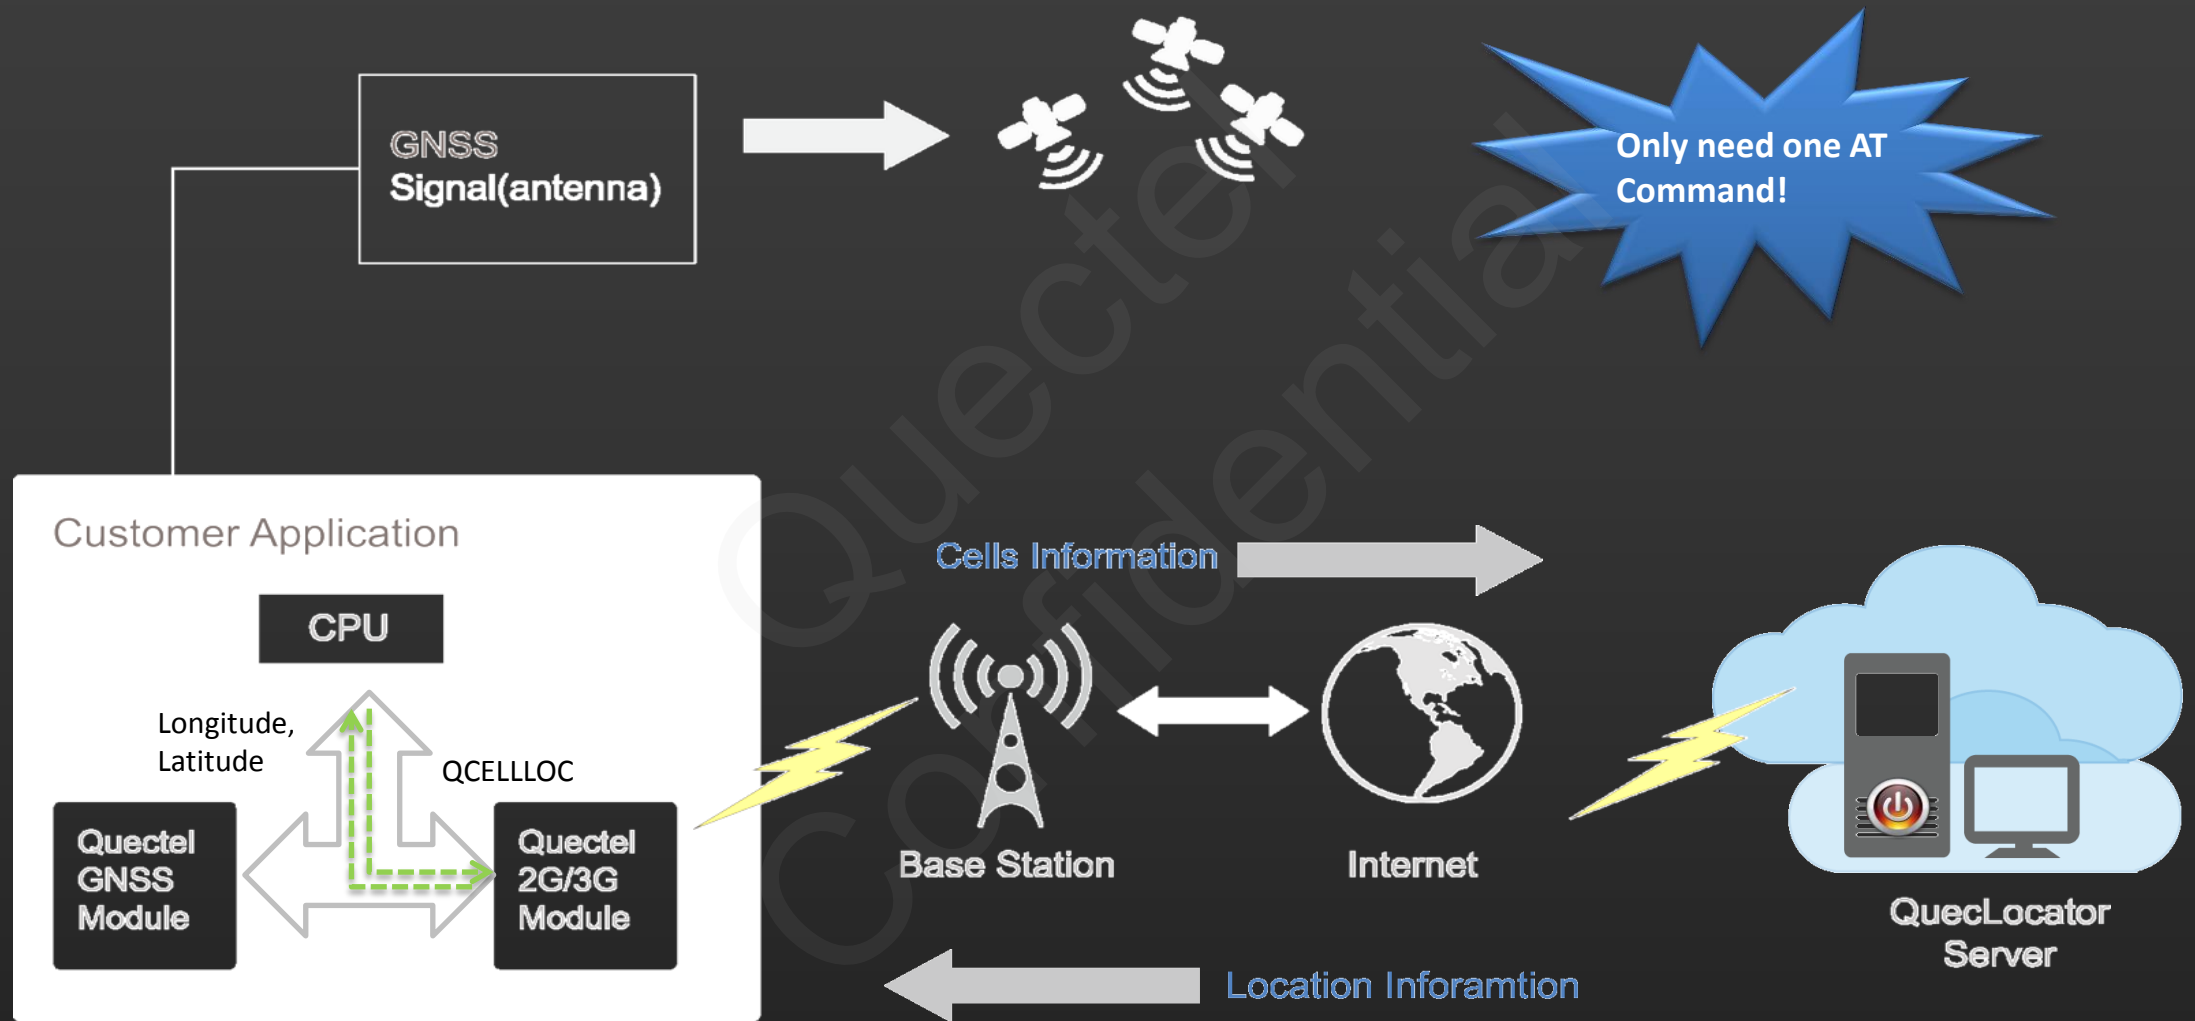 GNSS
Signal(antenna)
Only need one AT
Command!
Customer Application
CPU
Longitude,
Latitude
QCELLLOC
Quectel
GNSS
Module
Quectel
2G/3G
Module
Cells Information
Base Station
Internet
QuecLocator
Server
Location Inforamtion
Quectel
Confidential